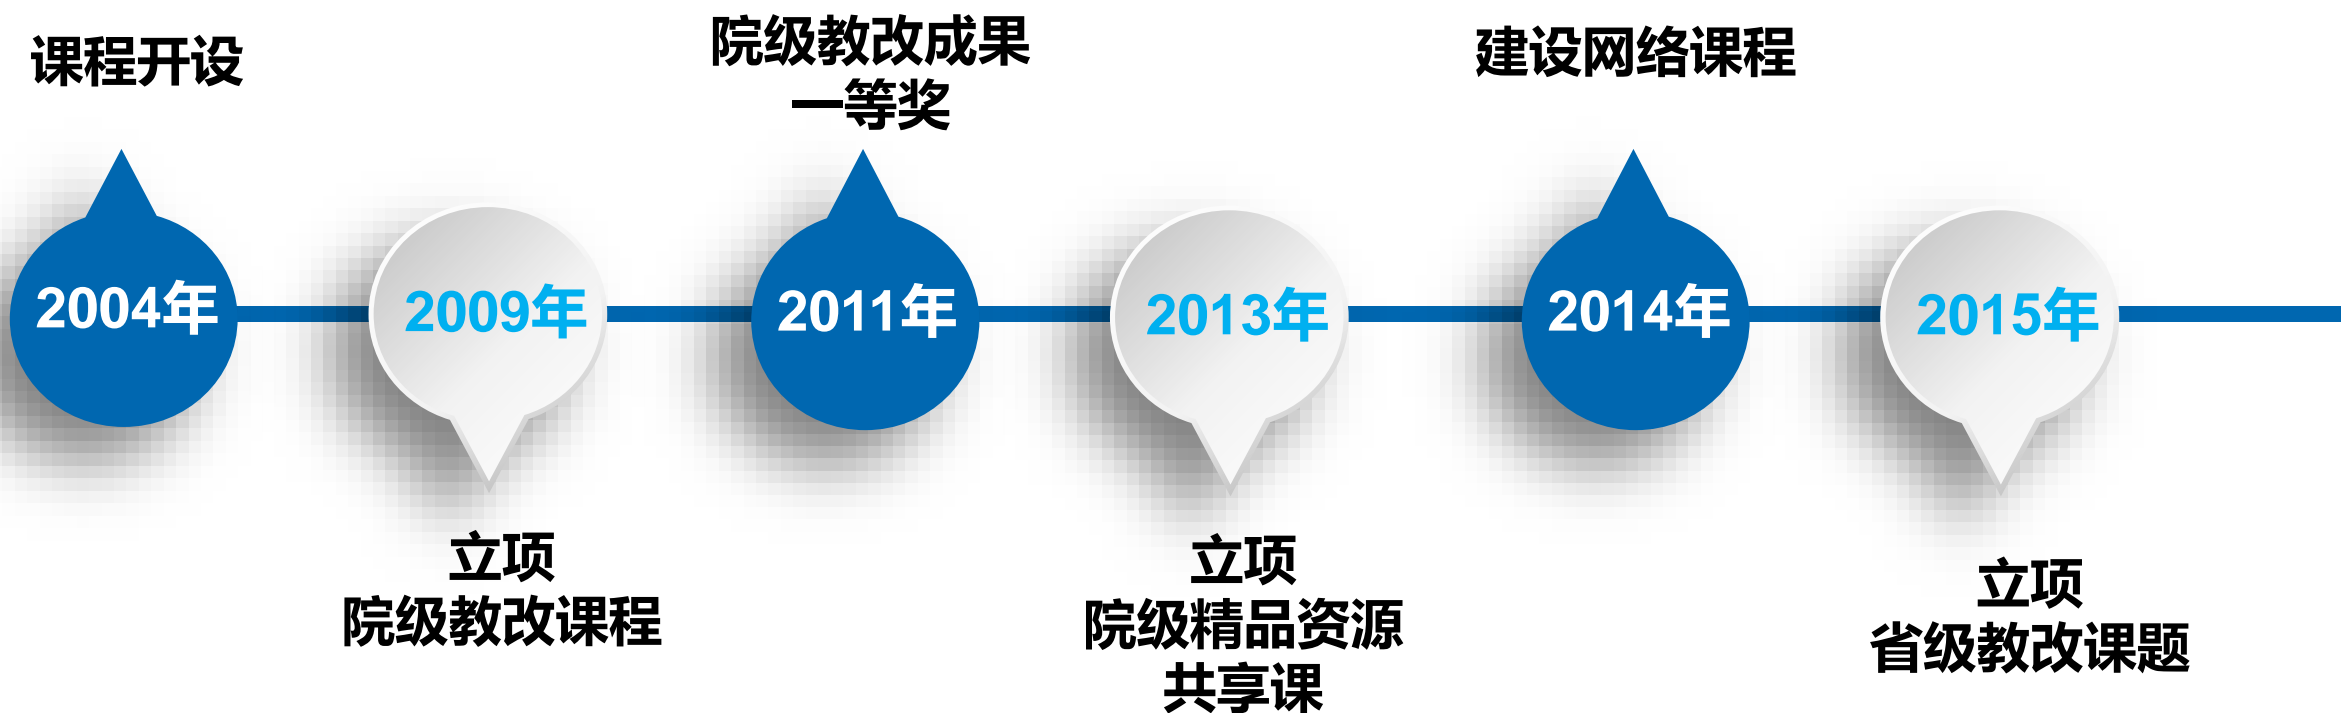 课程开设
2004年
2009年
立项
院级教改课程
院级教改成果
一等奖
2011年
2013年
立项
院级精品资源
共享课
建设网络课程
2014年
2015年
立项
省级教改课题